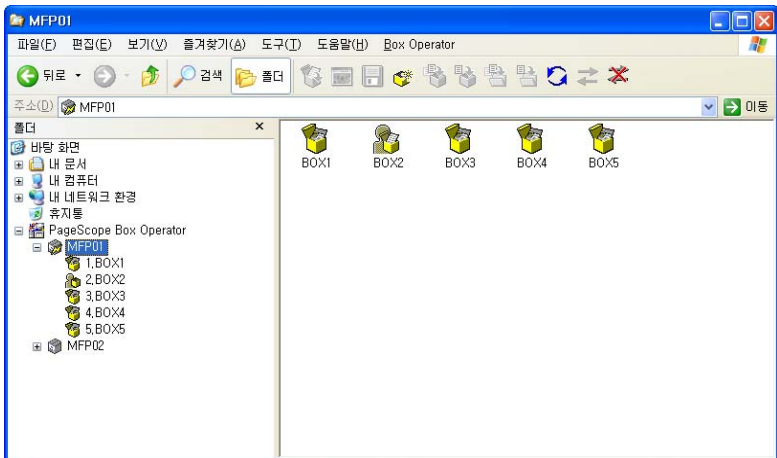 MFP01
파일(F) 편집(E) 보기(V) 즐겨찾기(A) 도구(T) 도움말(H) Box Operator
뒤로 검색 폴더
주소(D) MFP01 이동
폴더
바탕 화면
내 문서
내 컴퓨터
내 네트워크 환경
휴지통
PageScope Box Operator
MFP01
1,BOX1
2,BOX2
3,BOX3
4,BOX4
5,BOX5
MFP02
BOX1 BOX2 BOX3 BOX4 BOX5